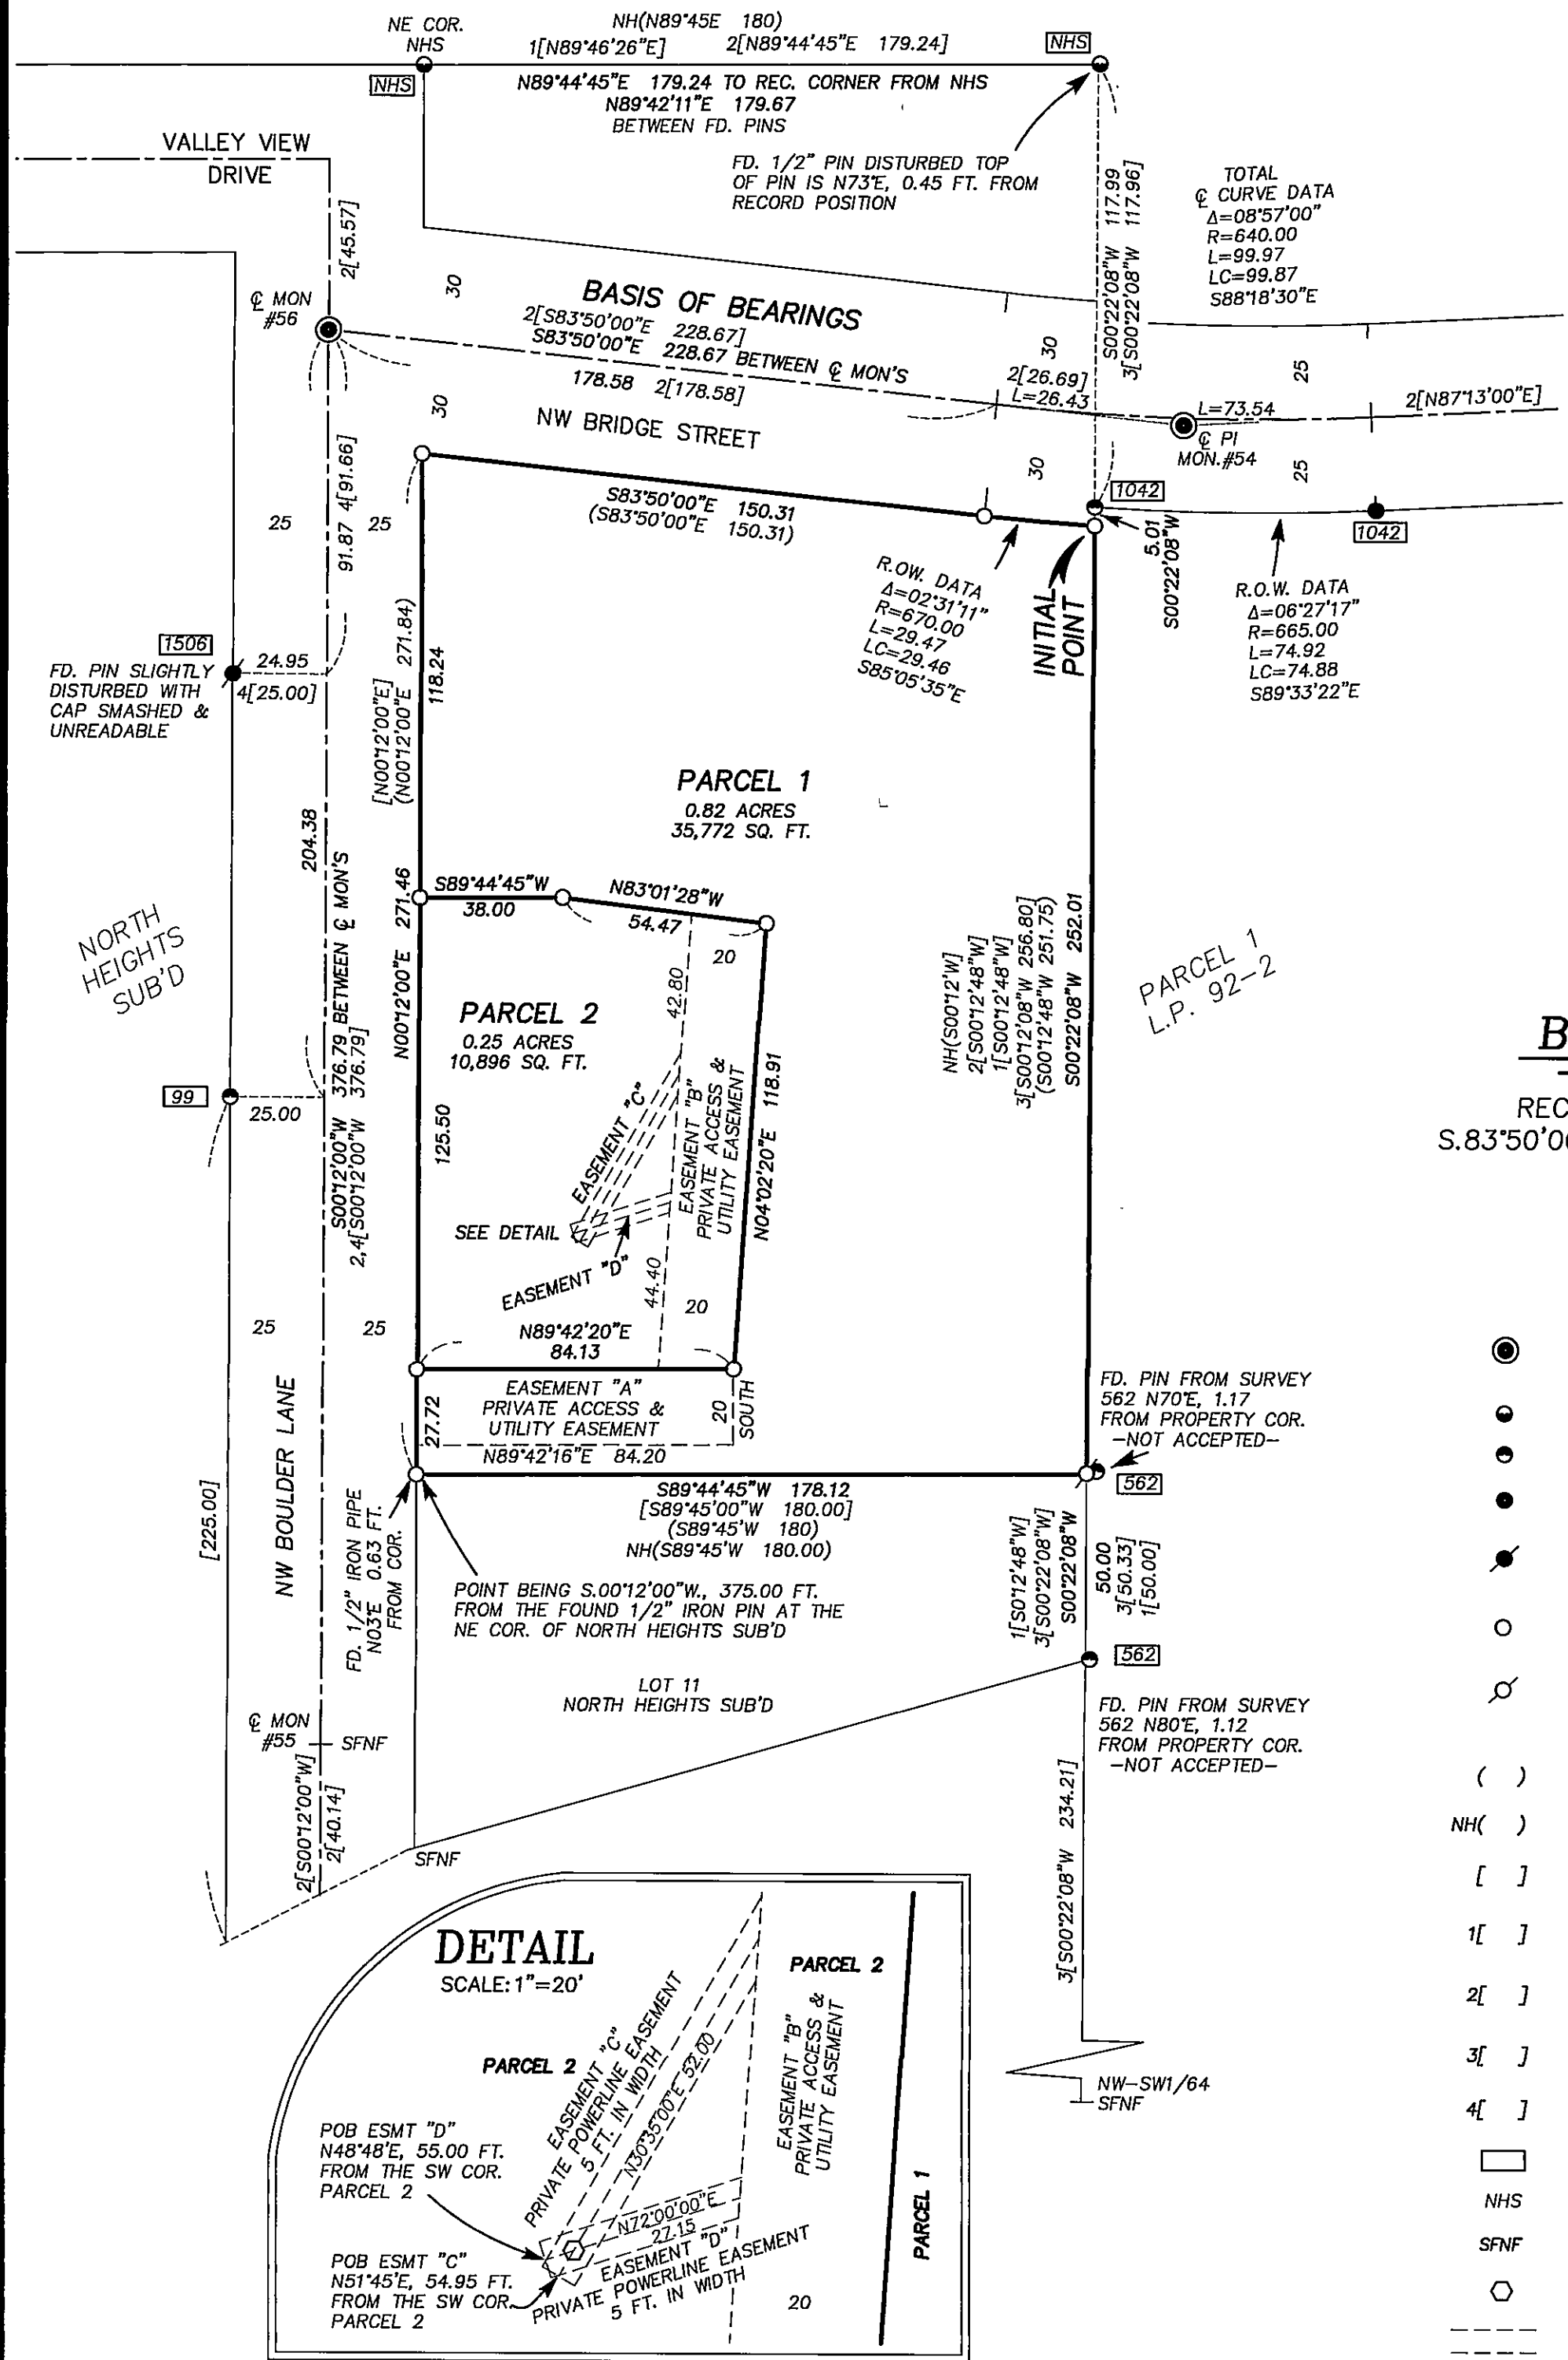 NE COR.
NHS
NHS
NH(N89°45E 180)
1[N89°46'26"E] 2[N89°44'45"E 179.24]
NHS
N89°44'45"E 179.24 TO REC. CORNER FROM NHS
N89°42'11"E 179.67
BETWEEN FD. PINS
FD. 1/2" PIN DISTURBED TOP
OF PIN IS N73°E, 0.45 FT. FROM
RECORD POSITION
VALLEY VIEW
DRIVE
2[45.57]
℄ MON
#56
30
BASIS OF BEARINGS
2[S83°50'00"E 228.67]
S83°50'00"E 228.67 BETWEEN ℄ MON'S
178.58 2[178.58]
30
NW BRIDGE STREET
30
2[26.69]
L=26.43
S00°22'08"W 117.99
3[S00°22'08"W 117.96]
TOTAL
℄ CURVE DATA
Δ=08°57'00"
R=640.00
L=99.97
LC=99.87
S88°18'30"E
25
L=73.54
2[N87°13'00"E]
℄ PI
MON.#54
25
30
1042
1042
5.01
S00°22'08"W
S83°50'00"E 150.31
(S83°50'00"E 150.31)
R.OW. DATA
Δ=02°31'11"
R=670.00
L=29.47
LC=29.46
S85°05'35"E
INITIAL
POINT
R.O.W. DATA
Δ=06°27'17"
R=665.00
L=74.92
LC=74.88
S89°33'22"E
25
25
91.87 4[91.66]
1506
24.95
4[25.00]
FD. PIN SLIGHTLY
DISTURBED WITH
CAP SMASHED &
UNREADABLE
[N00°12'00"E]
(N00°12'00"E 271.84)
118.24
PARCEL 1
0.82 ACRES
35,772 SQ. FT.
204.38
NORTH
HEIGHTS
SUB'D
S00°12'00"W 376.79 BETWEEN ℄ MON'S
2,4[S00°12'00"W 376.79]
N00°12'00"E 271.46
S89°44'45"W
38.00
N83°01'28"W
54.47
20
42.80
PARCEL 2
0.25 ACRES
10,896 SQ. FT.
125.50
EASEMENT "C"
EASEMENT "B"
PRIVATE ACCESS &
UTILITY EASEMENT
N04°02'20"E 118.91
SEE DETAIL
EASEMENT "D"
44.40
20
NH(S00°12'W)
2[S00°12'48"W]
1[S00°12'48"W]
3[S00°12'08"W 256.80]
(S00°12'48"W 251.75)
S00°22'08"W 252.01
PARCEL 1
L.P. 92-2
B
REC
S.83°50'0
99
25.00
25
25
N89°42'20"E
84.13
EASEMENT "A"
PRIVATE ACCESS &
UTILITY EASEMENT
27.72
20
SOUTH
N89°42'16"E 84.20
FD. PIN FROM SURVEY
562 N70°E, 1.17
FROM PROPERTY COR.
-NOT ACCEPTED-
562
S89°44'45"W 178.12
[S89°45'00"W 180.00]
(S89°45'W 180)
NH(S89°45'W 180.00)
NW BOULDER LANE
[225.00]
FD. 1/2" IRON PIPE
N03°E 0.63 FT.
FROM COR.
POINT BEING S.00°12'00"W., 375.00 FT.
FROM THE FOUND 1/2" IRON PIN AT THE
NE COR. OF NORTH HEIGHTS SUB'D
1[S0°12'48"W]
3[S00°22'08"W]
S00°22'08"W
50.00
3[50.33]
1[50.00]
562
LOT 11
NORTH HEIGHTS SUB'D
℄ MON
#55
SFNF
FD. PIN FROM SURVEY
562 N80°E, 1.12
FROM PROPERTY COR.
-NOT ACCEPTED-
2[S00°12'00"W]
2[40.14]
SFNF
3[S00°22'08"W 234.21]
NW-SW1/64
SFNF
( )
NH( )
[ ]
1[ ]
2[ ]
3[ ]
4[ ]
NHS
SFNF
DETAIL
SCALE: 1"=20'
PARCEL 2
PARCEL 2
EASEMENT "C"
PRIVATE POWERLINE EASEMENT
5 FT. IN WIDTH
N30°35'00"E 52.00
EASEMENT "B"
PRIVATE ACCESS &
UTILITY EASEMENT
POB ESMT "D"
N48°48'E, 55.00 FT.
FROM THE SW COR.
PARCEL 2
N72°00'00"E
27.15
POB ESMT "C"
N51°45'E, 54.95 FT.
FROM THE SW COR.
PARCEL 2
EASEMENT "D"
PRIVATE POWERLINE EASEMENT
5 FT. IN WIDTH
20
PARCEL 1